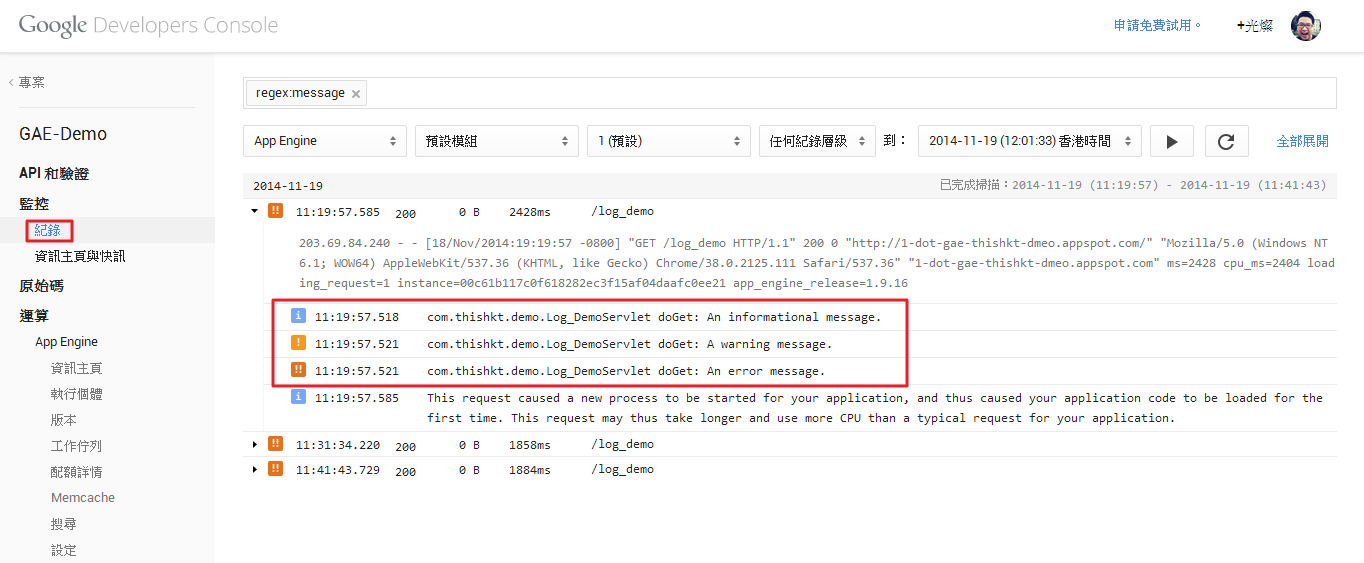 Google Developers Console
申請免費試用。
+光燦
專案
GAE-Demo
API 和驗證
監控
紀錄
資訊主頁與快訊
原始碼
運算
App Engine
資訊主頁
執行個體
版本
工作佇列
配額詳情
Memcache
搜尋
設定
regex:message ×
App Engine 預設模組 1 (預設) 任何紀錄層級 到： 2014-11-19 (12:01:33) 香港時間 全部展開
2014-11-19 已完成掃描：2014-11-19 (11:19:57) - 2014-11-19 (11:41:43)
!! 11:19:57.585 200 0 B 2428ms /log_demo
203.69.84.240 - - [18/Nov/2014:19:19:57 -0800] "GET /log_demo HTTP/1.1" 200 0 "http://1-dot-gae-thishkt-dmeo.appspot.com/" "Mozilla/5.0 (Windows NT
6.1; WOW64) AppleWebKit/537.36 (KHTML, like Gecko) Chrome/38.0.2125.111 Safari/537.36" "1-dot-gae-thishkt-dmeo.appspot.com" ms=2428 cpu_ms=2404 load
ing_request=1 instance=00c61b117c0f618282ec3f15af04daafc0ee21 app_engine_release=1.9.16
i 11:19:57.518 com.thishkt.demo.Log_DemoServlet doGet: An informational message.
! 11:19:57.521 com.thishkt.demo.Log_DemoServlet doGet: A warning message.
!! 11:19:57.521 com.thishkt.demo.Log_DemoServlet doGet: An error message.
i 11:19:57.585 This request caused a new process to be started for your application, and thus caused your application code to be loaded for the
first time. This request may thus take longer and use more CPU than a typical request for your application.
!! 11:31:34.220 200 0 B 1858ms /log_demo
!! 11:41:43.729 200 0 B 1884ms /log_demo